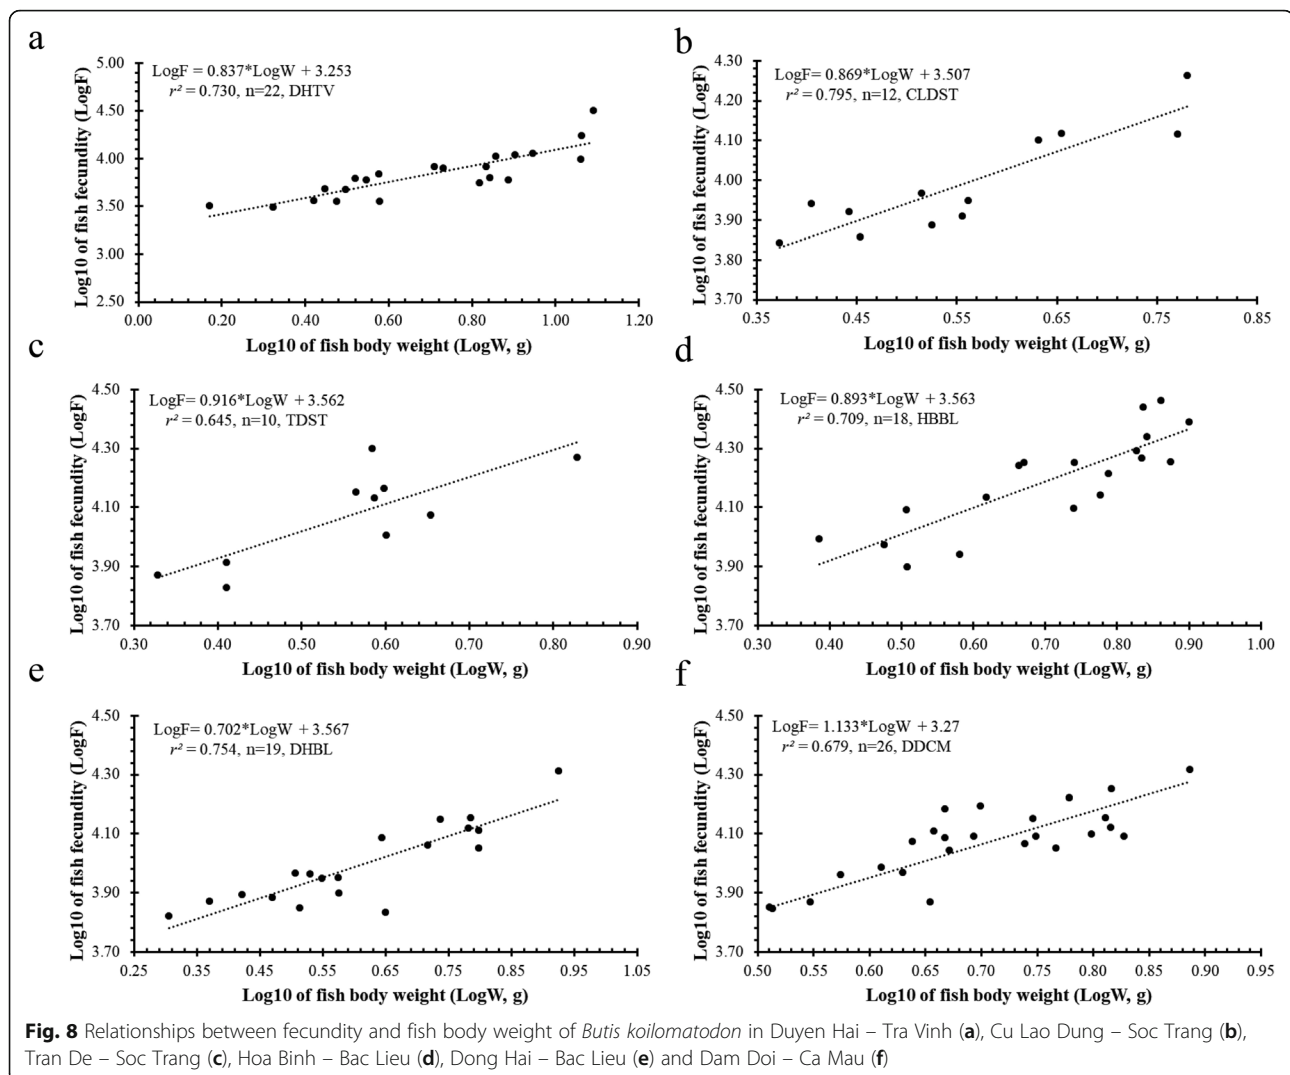 a
LogF = 0.837*LogW + 3.253
r² = 0.730, n=22, DHTV
Log10 of fish fecundity (LogF)
5.00
4.50
4.00
3.50
3.00
2.50
0.00 0.20 0.40 0.60 0.80 1.00 1.20
Log10 of fish body weight (LogW, g)
b
LogF= 0.869*LogW + 3.507
r² = 0.795, n=12, CLDST
Log10 of fish fecundity (LogF)
4.30
4.20
4.10
4.00
3.90
3.80
3.70
0.35 0.45 0.55 0.65 0.75 0.85
Log10 of fish body weight (LogW, g)
c
LogF= 0.916*LogW + 3.562
r² = 0.645, n=10, TDST
Log10 of fish fecundity (LogF)
4.50
4.30
4.10
3.90
3.70
0.30 0.40 0.50 0.60 0.70 0.80 0.90
Log10 of fish body weight (LogW, g)
d
LogF= 0.893*LogW + 3.563
r² = 0.709, n=18, HBBL
Log10 of fish fecundity (LogF)
4.50
4.30
4.10
3.90
3.70
0.30 0.40 0.50 0.60 0.70 0.80 0.90 1.00
Log10 of fish body weight (LogW, g)
e
LogF= 0.702*LogW + 3.567
r² = 0.754, n=19, DHBL
Log10 of fish fecundity (LogF)
4.50
4.30
4.10
3.90
3.70
0.25 0.35 0.45 0.55 0.65 0.75 0.85 0.95 1.05
Log10 of fish body weight (LogW, g)
f
LogF= 1.133*LogW + 3.27
r² = 0.679, n=26, DDCM
Log10 of fish fecundity (LogF)
4.50
4.30
4.10
3.90
3.70
0.50 0.55 0.60 0.65 0.70 0.75 0.80 0.85 0.90 0.95
Log10 of fish body weight (LogW, g)
Fig. 8 Relationships between fecundity and fish body weight of Butis koilomatodon in Duyen Hai – Tra Vinh (a), Cu Lao Dung – Soc Trang (b),
Tran De – Soc Trang (c), Hoa Binh – Bac Lieu (d), Dong Hai – Bac Lieu (e) and Dam Doi – Ca Mau (f)